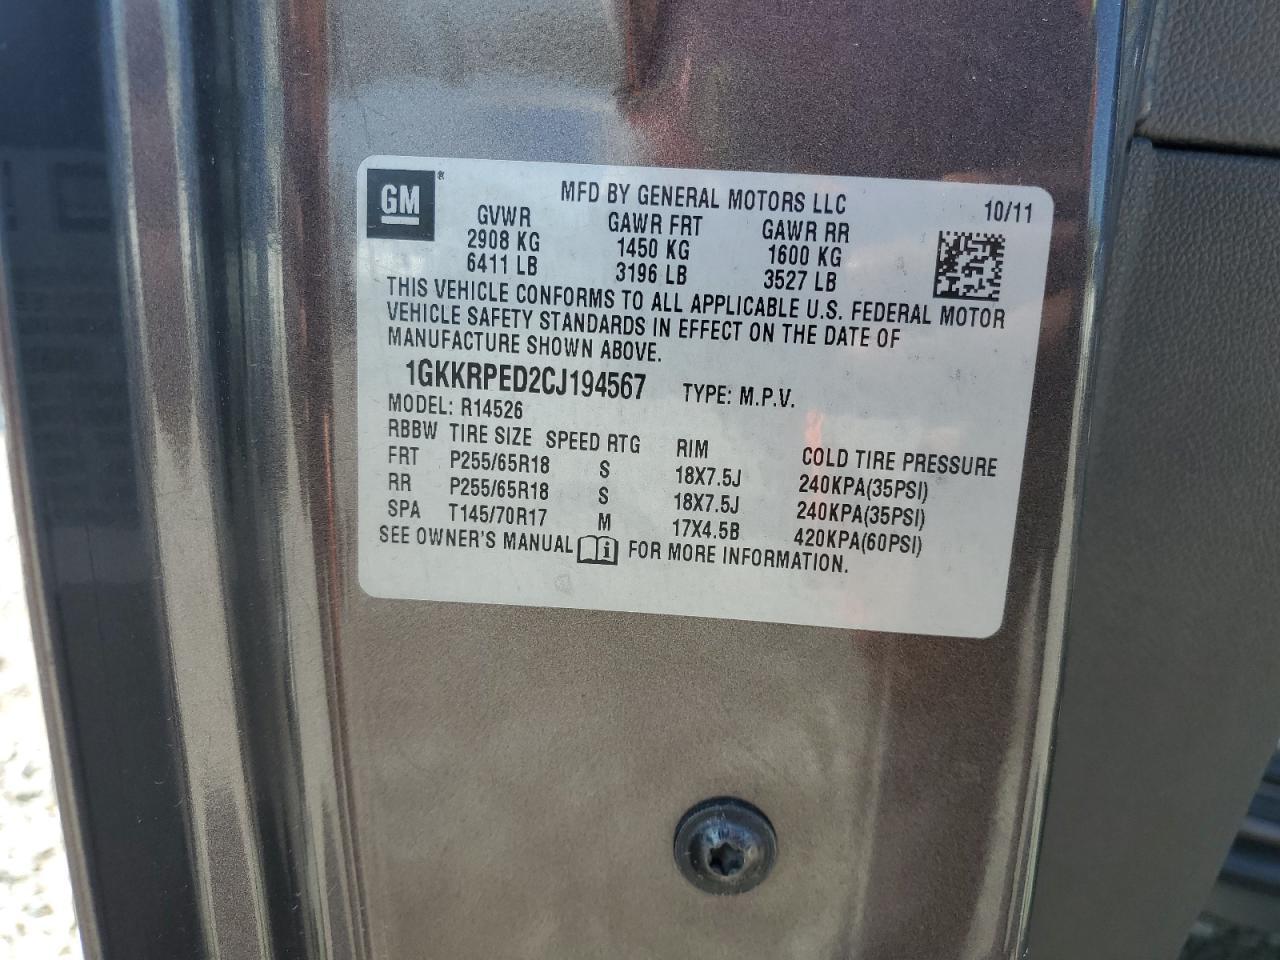 GM ® MFD BY GENERAL MOTORS LLC 10/11
GVWR GAWR FRT GAWR RR
2908 KG 1450 KG 1600 KG
6411 LB 3196 LB 3527 LB
THIS VEHICLE CONFORMS TO ALL APPLICABLE U.S. FEDERAL MOTOR
VEHICLE SAFETY STANDARDS IN EFFECT ON THE DATE OF
MANUFACTURE SHOWN ABOVE.
1GKKRPED2CJ194567 TYPE: M.P.V.
MODEL: R14526
RBBW TIRE SIZE SPEED RTG RIM COLD TIRE PRESSURE
FRT P255/65R18 S 18X7.5J 240KPA(35PSI)
RR P255/65R18 S 18X7.5J 240KPA(35PSI)
SPA T145/70R17 M 17X4.5B 420KPA(60PSI)
SEE OWNER'S MANUAL i FOR MORE INFORMATION.